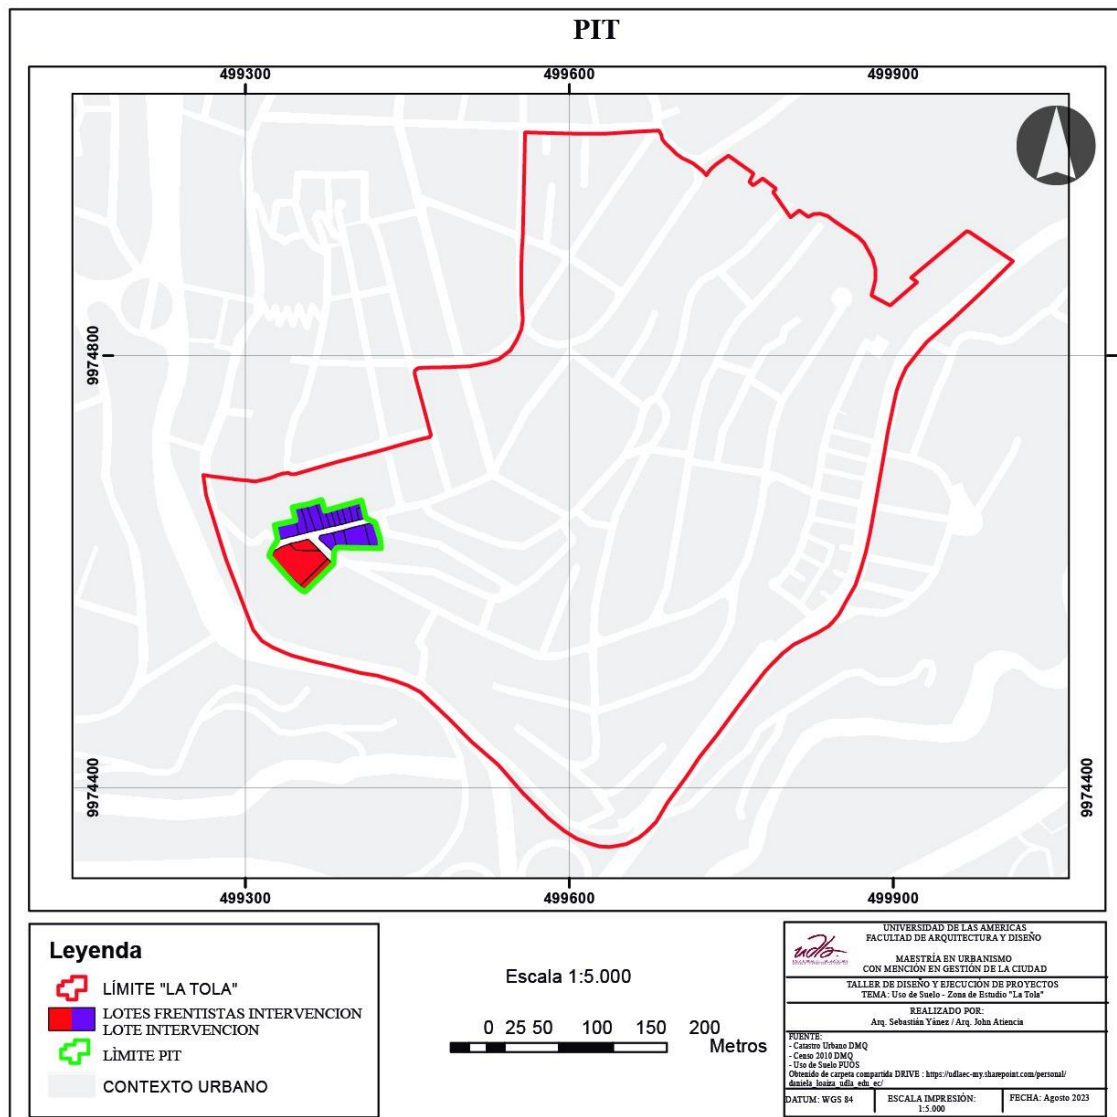 PIT
499300 499600 499900
9974800
9974400 9974400
499300 499600 499900
Leyenda
LÍMITE "LA TOLA"
LOTES FRENTISTAS INTERVENCION
LOTE INTERVENCION
LÌMITE PIT
CONTEXTO URBANO
Escala 1:5.000
0 25 50 100 150 200
Metros
udla-
UNIVERSIDAD DE LAS AMERICAS
FACULTAD DE ARQUITECTURA Y DISEÑO
MAESTRÍA EN URBANISMO
CON MENCIÓN EN GESTIÓN DE LA CIUDAD
TALLER DE DISEÑO Y EJECUCIÓN DE PROYECTOS
TEMA: Uso de Suelo - Zona de Estudio "La Tola"
REALIZADO POR:
Arq. Sebastián Yánez / Arq. John Atiencia
FUENTE:
- Catastro Urbano DMQ
- Censo 2010 DMQ
- Uso de Suelo PUOS
Obtenido de carpeta compartida DRIVE : https://udlaec-my.sharepoint.com/personal/
daniela_loaiza_udla_edu_ec/
DATUM: WGS 84
ESCALA IMPRESIÓN:
1:5.000
FECHA: Agosto 2023